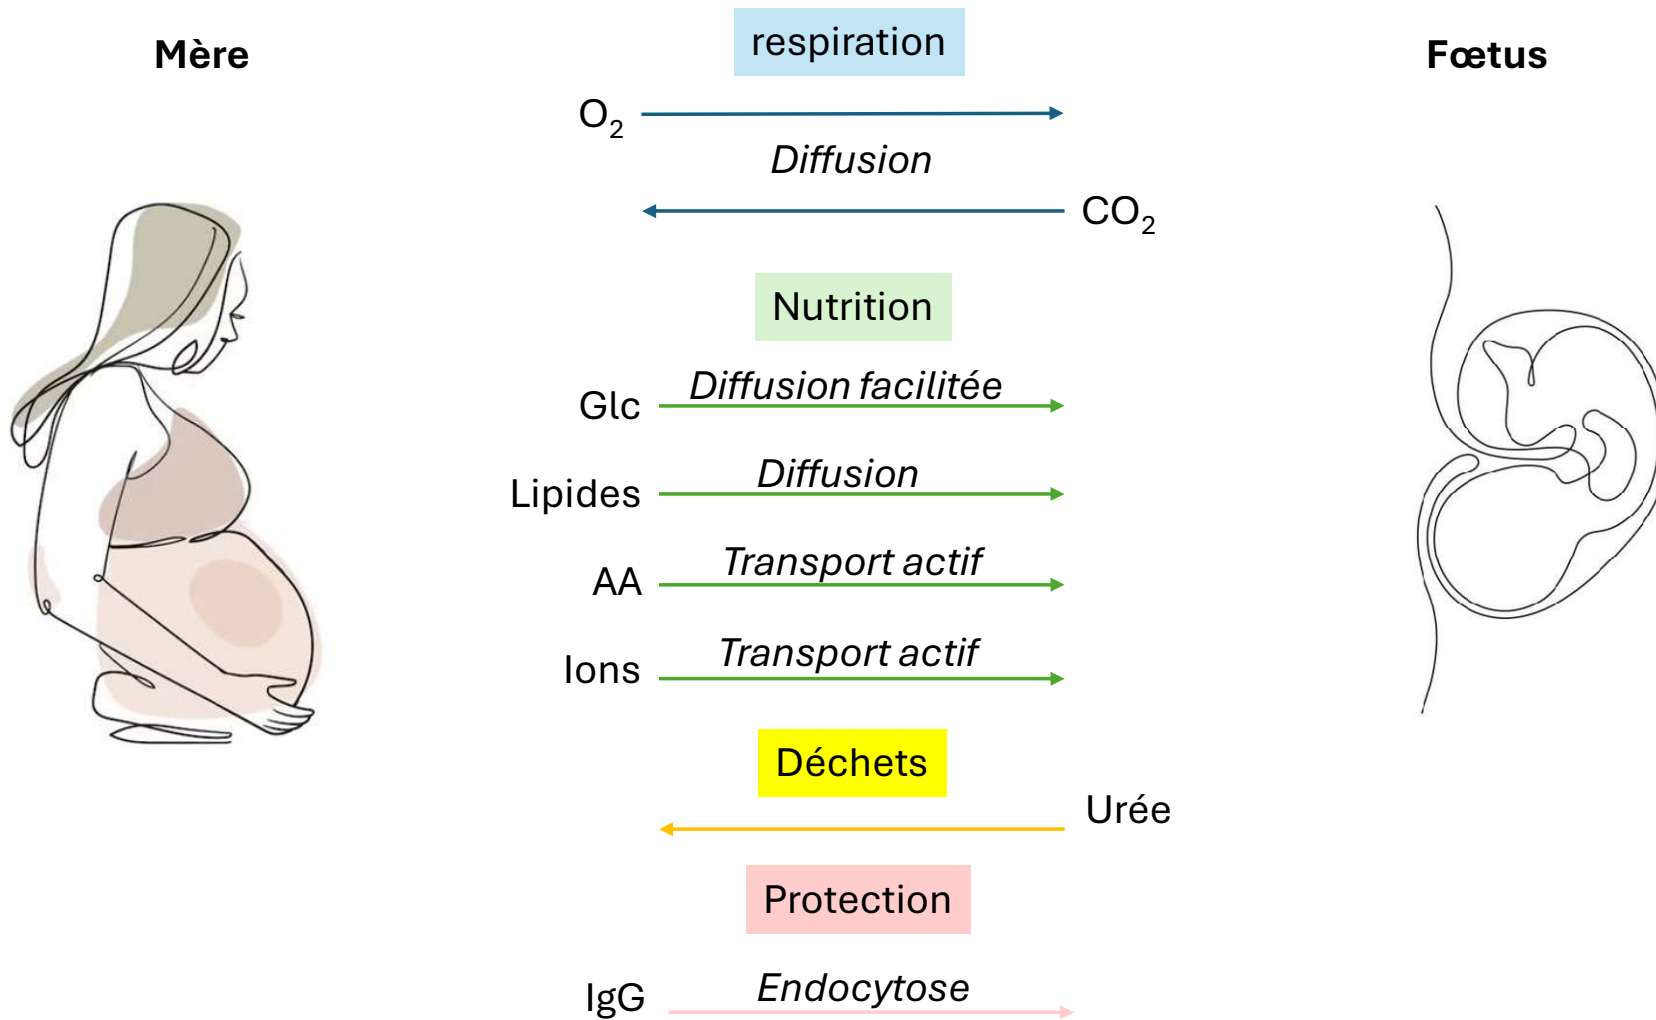 Mère
respiration
Fœtus
O₂
Diffusion
CO₂
Nutrition
Glc
Diffusion facilitée
Lipides
Diffusion
AA
Transport actif
Ions
Transport actif
Déchets
Urée
Protection
IgG
Endocytose